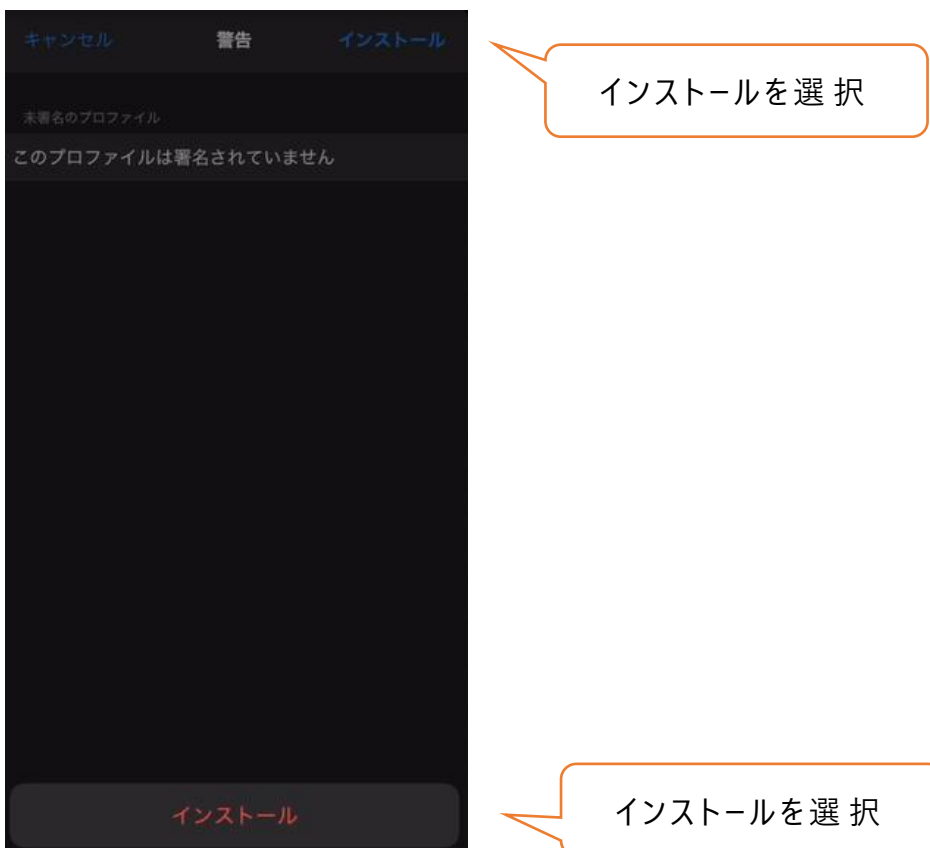 キャンセル 警告 インストール
インストールを選択
未署名のプロファイル
このプロファイルは署名されていません
インストール
インストールを選択